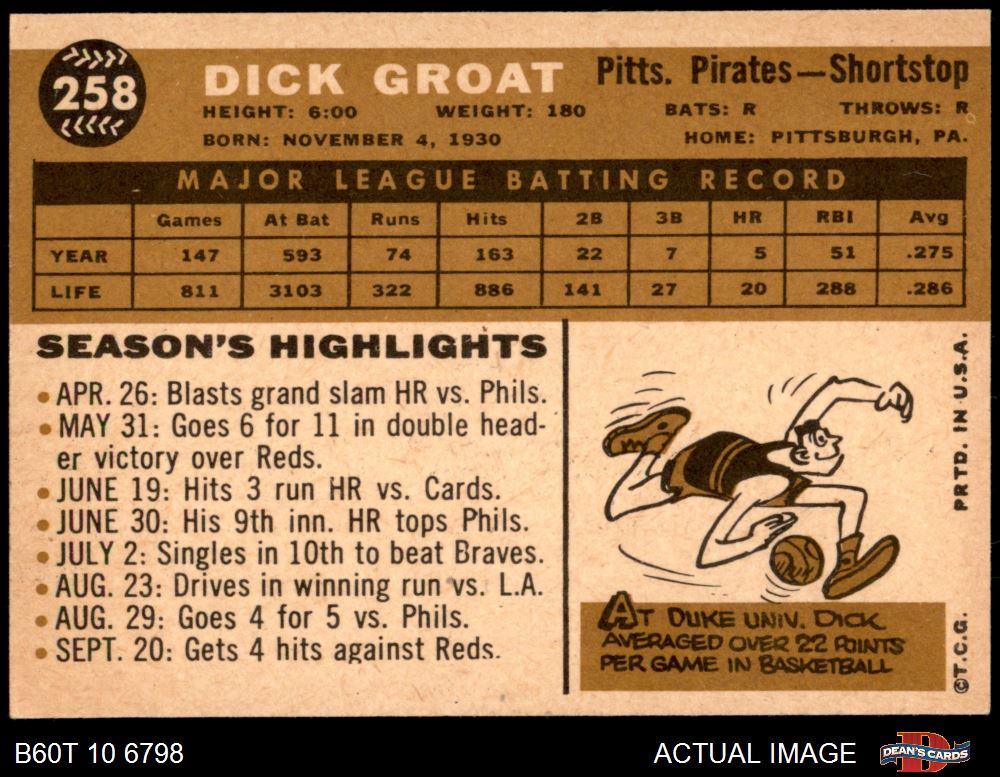 258
DICK GROAT
Pitts. Pirates—Shortstop
HEIGHT: 6:00 WEIGHT: 180 BATS: R THROWS: R
BORN: NOVEMBER 4, 1930 HOME: PITTSBURGH, PA.
MAJOR LEAGUE BATTING RECORD
Games At Bat Runs Hits 2B 3B HR RBI Avg
YEAR 147 593 74 163 22 7 5 51 .275
LIFE 811 3103 322 886 141 27 20 288 .286
SEASON'S HIGHLIGHTS
• APR. 26: Blasts grand slam HR vs. Phils.
• MAY 31: Goes 6 for 11 in double head-
er victory over Reds.
• JUNE 19: Hits 3 run HR vs. Cards.
• JUNE 30: His 9th inn. HR tops Phils.
• JULY 2: Singles in 10th to beat Braves.
• AUG. 23: Drives in winning run vs. L.A.
• AUG. 29: Goes 4 for 5 vs. Phils.
• SEPT. 20: Gets 4 hits against Reds.
AT DUKE UNIV. DICK
AVERAGED OVER 22 POINTS
PER GAME IN BASKETBALL
PRTD. IN U.S.A.
©T.C.G.
B60T 10 6798
ACTUAL IMAGE
DEAN'S CARDS